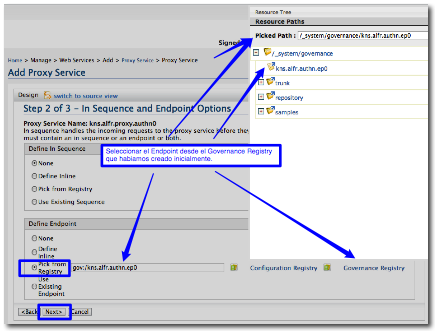 Resource Tree
Resource Paths
Picked Path : /_system/governance/kns.alfr.authn.ep0
/_system/governance
kns.alfr.authn.ep0
trunk
repository
samples
Signed
Home > Manage > Web Services > Add > Proxy Service > Proxy Service
Add Proxy Service
Design switch to source view
Step 2 of 3 - In Sequence and Endpoint Options
Proxy Service Name: kns.alfr.proxy.authn0
In sequence handles the incoming requests to the proxy service before they
must contain an in sequence or an endpoint or both.
Define In Sequence
None
Define Inline
Pick from Registry
Use Existing Sequence
Seleccionar el Endpoint desde el Governance Registry
que habiamos creado inicialmente.
Define Endpoint
None
Define
Inline
Pick from
Registry
gov:/kns.alfr.authn.ep0
Configuration Registry
Governance Registry
Use
Existing
Endpoint
<Back
Next>
Cancel